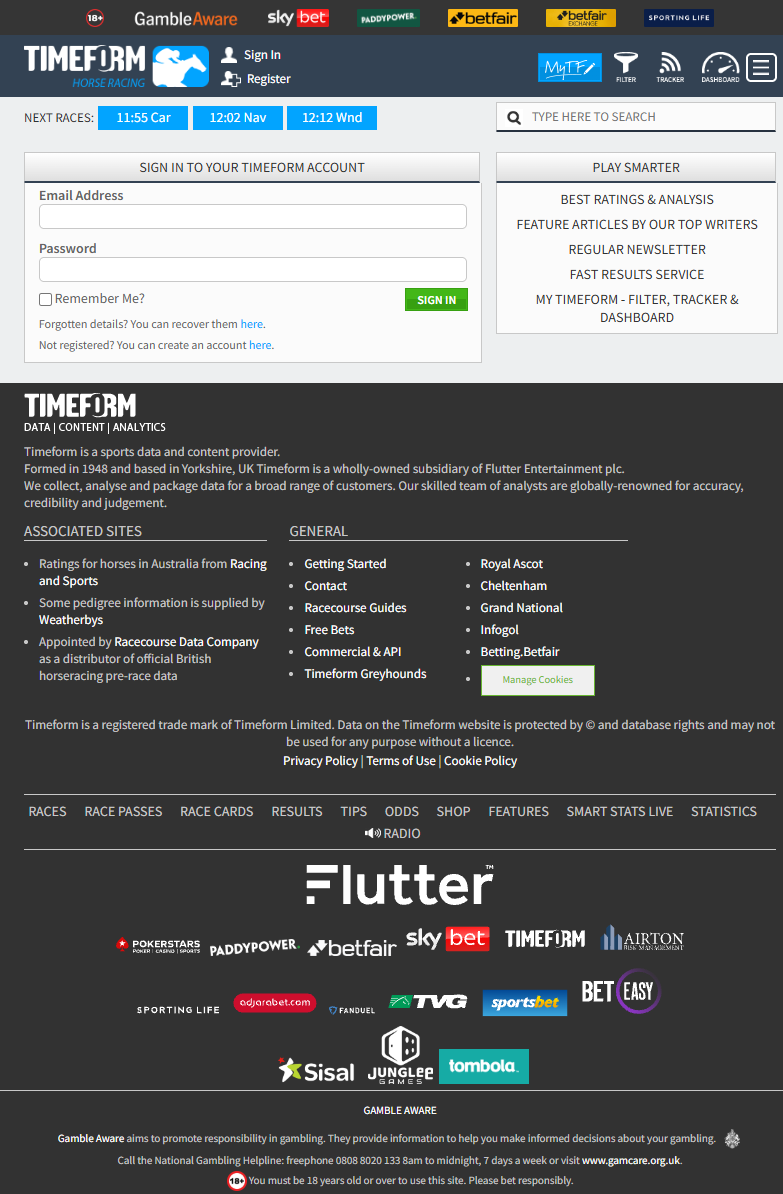 18+ GambleAware sky bet PADDYPOWER. betfair betfair EXCHANGE SPORTING LIFE
TIMEFORM
HORSE RACING
Sign In
Register
MyTF FILTER TRACKER DASHBOARD
NEXT RACES: 11:55 Car 12:02 Nav 12:12 Wnd
TYPE HERE TO SEARCH
SIGN IN TO YOUR TIMEFORM ACCOUNT
Email Address
Password
Remember Me? SIGN IN
Forgotten details? You can recover them here.
Not registered? You can create an account here.
PLAY SMARTER
BEST RATINGS & ANALYSIS
FEATURE ARTICLES BY OUR TOP WRITERS
REGULAR NEWSLETTER
FAST RESULTS SERVICE
MY TIMEFORM - FILTER, TRACKER &
DASHBOARD
TIMEFORM
DATA | CONTENT | ANALYTICS
Timeform is a sports data and content provider.
Formed in 1948 and based in Yorkshire, UK Timeform is a wholly-owned subsidiary of Flutter Entertainment plc.
We collect, analyse and package data for a broad range of customers. Our skilled team of analysts are globally-renowned for accuracy,
credibility and judgement.
ASSOCIATED SITES
Ratings for horses in Australia from Racing
and Sports
Some pedigree information is supplied by
Weatherbys
Appointed by Racecourse Data Company
as a distributor of official British
horseracing pre-race data
GENERAL
Getting Started
Contact
Racecourse Guides
Free Bets
Commercial & API
Timeform Greyhounds
Royal Ascot
Cheltenham
Grand National
Infogol
Betting.Betfair
Manage Cookies
Timeform is a registered trade mark of Timeform Limited. Data on the Timeform website is protected by © and database rights and may not
be used for any purpose without a licence.
Privacy Policy | Terms of Use | Cookie Policy
RACES RACE PASSES RACE CARDS RESULTS TIPS ODDS SHOP FEATURES SMART STATS LIVE STATISTICS
RADIO
Flutter™
POKERSTARS POKER | CASINO | SPORTS PADDYPOWER. betfair sky bet TIMEFORM AIRTON RISK MANAGEMENT
SPORTING LIFE adjarabet.com FANDUEL TVG sportsbet BET EASY
Sisal JUNGLEE GAMES tombola
GAMBLE AWARE
Gamble Aware aims to promote responsibility in gambling. They provide information to help you make informed decisions about your gambling.
Call the National Gambling Helpline: freephone 0808 8020 133 8am to midnight, 7 days a week or visit www.gamcare.org.uk.
18+ You must be 18 years old or over to use this site. Please bet responsibly.